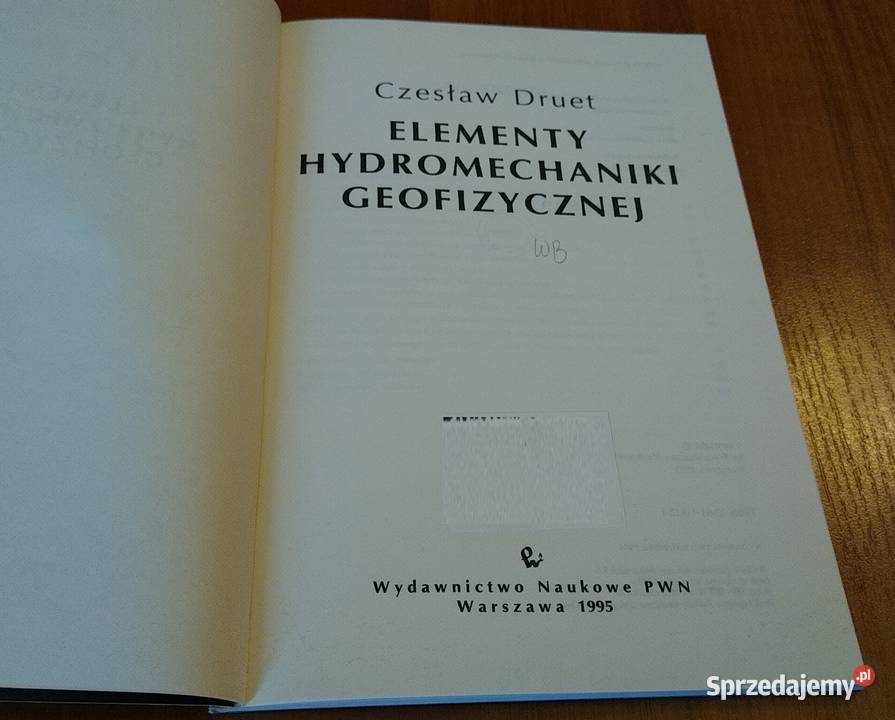 Czesław Druet
ELEMENTY
HYDROMECHANIKI
GEOFIZYCZNEJ
WB
Wydawnictwo Naukowe PWN
Warszawa 1995
Sprzedajemy.pl